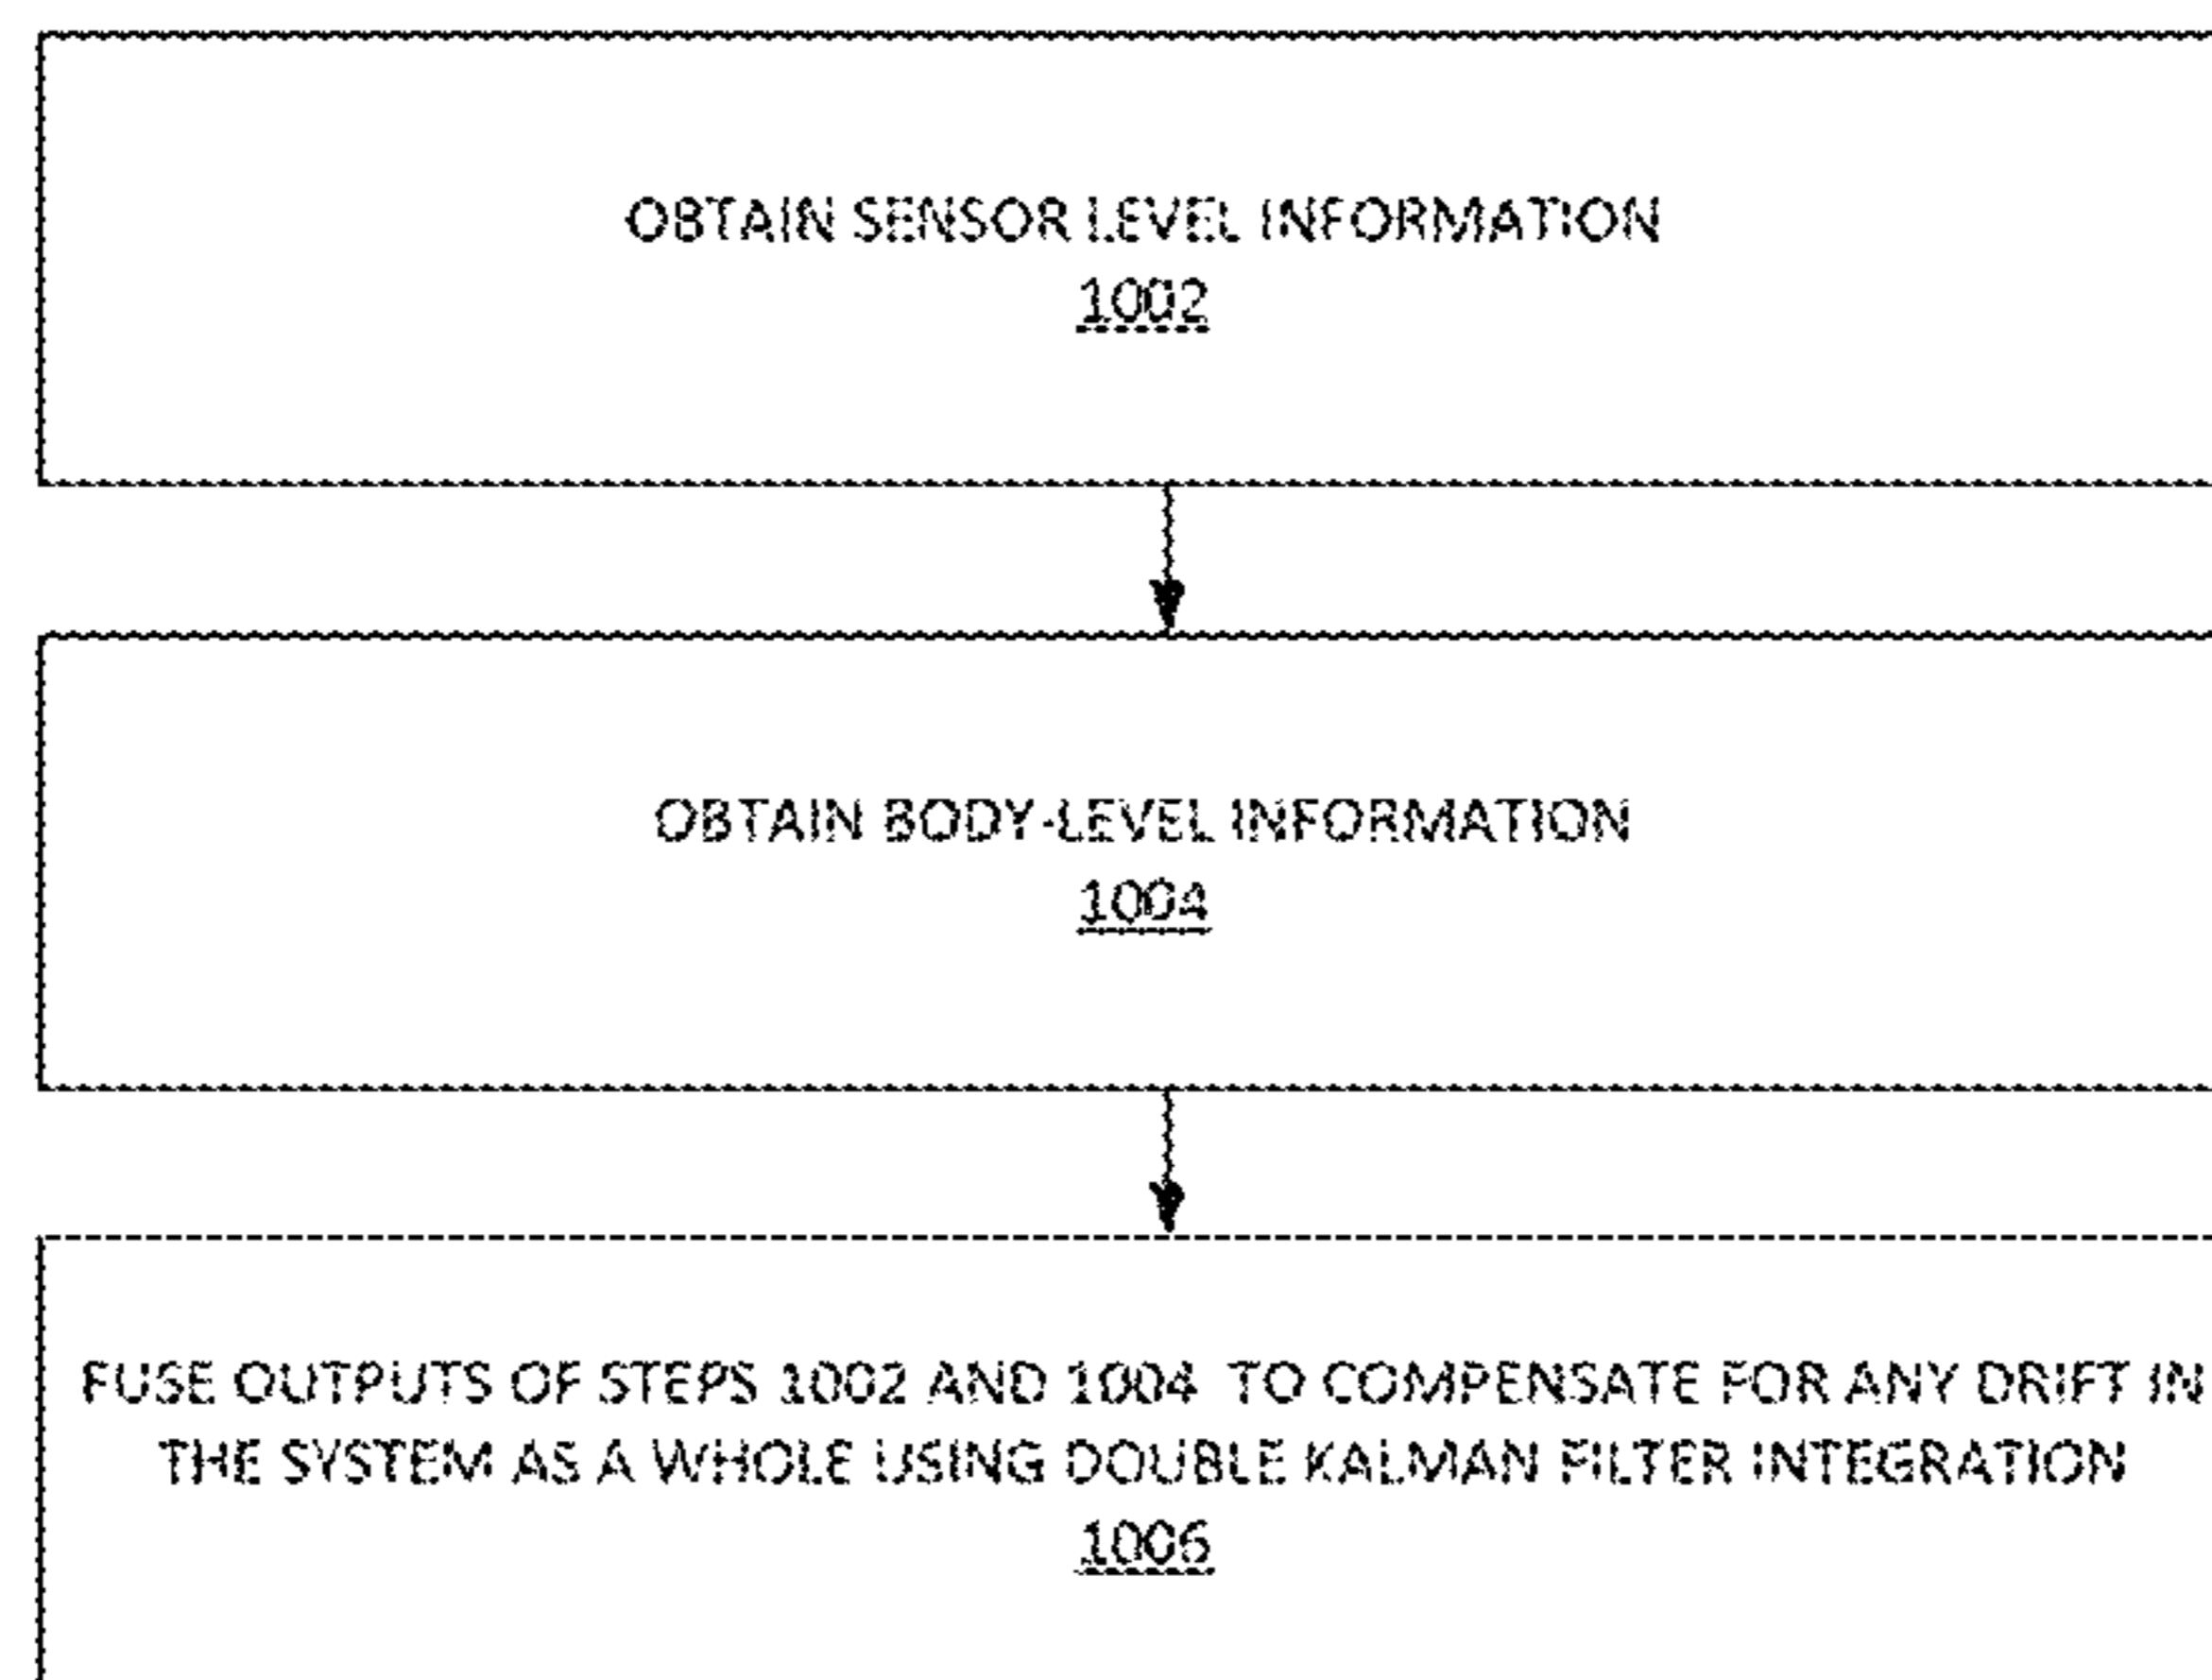 OBTAIN SENSOR LEVEL INFORMATION
1002
OBTAIN BODY-LEVEL INFORMATION
1004
FUSE OUTPUTS OF STEPS 1002 AND 1004 TO COMPENSATE FOR ANY DRIFT IN
THE SYSTEM AS A WHOLE USING DOUBLE KALMAN FILTER INTEGRATION
1006